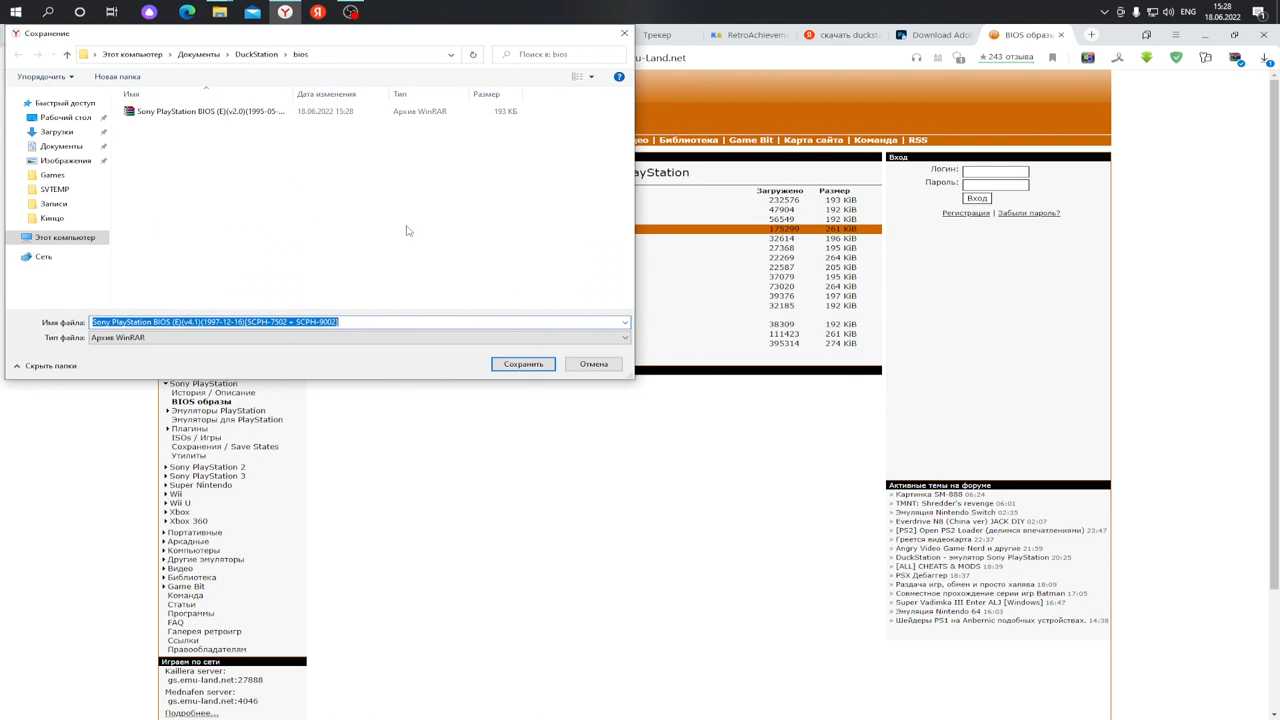 15:28
18.06.2022
Сохранение
Трекер
RetroAchievem
скачать duckst
Download Ado
BIOS образы
Этот компьютер > Документы > DuckStation > bios
Поиск в: bios
u-Land.net
243 отзыва
Упорядочить
Новая папка
Имя
Дата изменения
Тип
Размер
Sony PlayStation BIOS (E)(v2.0)(1995-05-...
18.06.2022 15:28
Архив WinRAR
193 КБ
Быстрый доступ
Рабочий стол
Загрузки
Документы
Изображения
Games
SVTEMP
Записи
Кинцо
Этот компьютер
Сеть
Имя файла:
Sony PlayStation BIOS (E)(v4.1)(1997-12-16)[SCPH-7502 + SCPH-9002]
Тип файла:
Архив WinRAR
Скрыть папки
Сохранить
Отмена
део | Библиотека | Game Bit | Карта сайта | Команда | RSS
ayStation
Загружено Размер
232576 193 KiB
47904 192 KiB
56549 192 KiB
175299 261 KiB
32614 196 KiB
27368 195 KiB
22269 264 KiB
22587 205 KiB
37079 195 KiB
73020 264 KiB
39376 197 KiB
32185 192 KiB
38309 192 KiB
111423 261 KiB
395314 274 KiB
Вход
Логин:
Пароль:
Вход
Регистрация | Забыли пароль?
Sony PlayStation
История / Описание
BIOS образы
Эмуляторы PlayStation
Эмуляторы для PlayStation
Плагины
ISOs / Игры
Сохранения / Save States
Утилиты
Sony PlayStation 2
Sony PlayStation 3
Super Nintendo
Wii
Wii U
Xbox
Xbox 360
Портативные
Аркадные
Компьютеры
Другие эмуляторы
Видео
Библиотека
Game Bit
Команда
Статьи
Программы
FAQ
Галерея ретроигр
Ссылки
Правообладателям
Играем по сети
Kaillera server:
gs.emu-land.net:27888
Mednafen server:
gs.emu-land.net:4046
Подробнее...
Активные темы на форуме
» Картинка SM-888 06:24
» TMNT: Shredder's revenge 06:01
» Эмуляция Nintendo Switch 02:35
» Everdrive N8 (China ver) JACK DIY 02:07
» [PS2] Open PS2 Loader (делимся впечатлениями) 23:47
» Греется видеокарта 22:37
» Angry Video Game Nerd и другие 21:59
» DuckStation - эмулятор Sony PlayStation 20:25
» [ALL] CHEATS & MODS 18:39
» PSX Дебаггер 18:37
» Раздача игр, обмен и просто халява 18:09
» Совместное прохождение серии игр Batman 17:05
» Super Vadimka III Enter ALJ [Windows] 16:47
» Эмуляция Nintendo 64 16:03
» Шейдеры PS1 на Anbernic подобных устройствах. 14:38